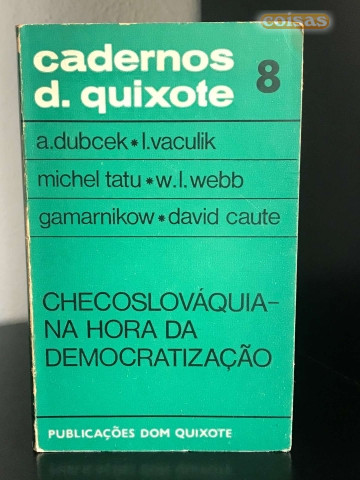 coisas
cadernos
d. quixote 8
a.dubcek*l.vaculik
michel tatu*w.l.webb
gamarnikow*david caute
CHECOSLOVÁQUIA-
NA HORA DA
DEMOCRATIZAÇÃO
PUBLICAÇÕES DOM QUIXOTE